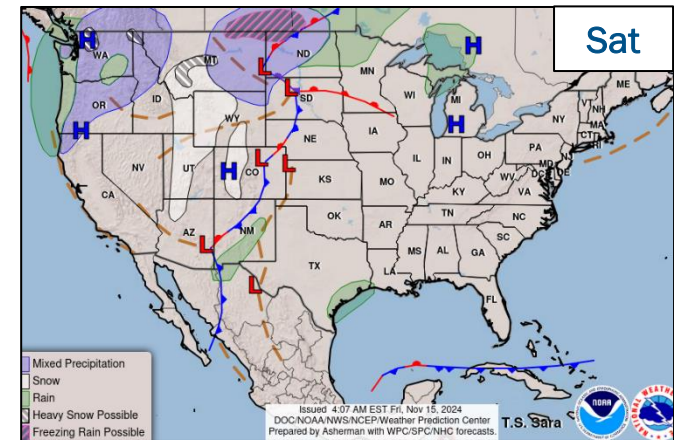 Sat
H
WA
MT
ND
L
L
MN
H
ME
OR
ID
SD
WI
MI
VT
NH
H
WY
H
NY
MA
CT
RI
NE
IA
PA
NV
UT
H
CO
L
L
IL
IN
OH
NJ
MD
DE
DC
WV
VA
CA
KS
MO
KY
AZ
NM
OK
AR
TN
NC
L
SC
TX
MS
AL
GA
LA
L
FL
Mixed Precipitation
Snow
Rain
Heavy Snow Possible
Freezing Rain Possible
Issued 4:07 AM EST Fri, Nov 15, 2024
DOC/NOAA/NWS/NCEP/Weather Prediction Center
Prepared by Asherman with WPC/SPC/NHC forecasts.
T.S. Sara
NOAA